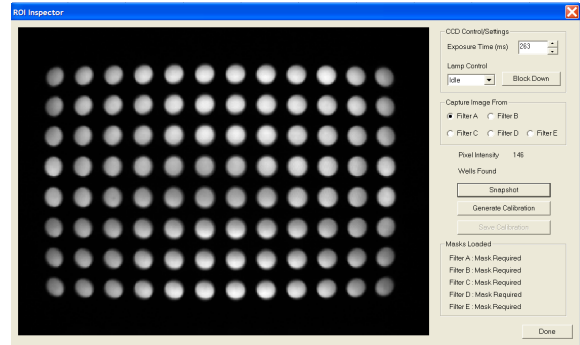 ROI Inspector
CCD Control/Settings
Exposure Time (ms) 263
Lamp Control
Idle Block Down
Capture Image From
Filter A Filter B
Filter C Filter D Filter E
Pixel Intensity 146
Wells Found
Snapshot
Generate Calibration
Save Calibration
Masks Loaded
Filter A : Mask Required
Filter B : Mask Required
Filter C : Mask Required
Filter D : Mask Required
Filter E : Mask Required
Done